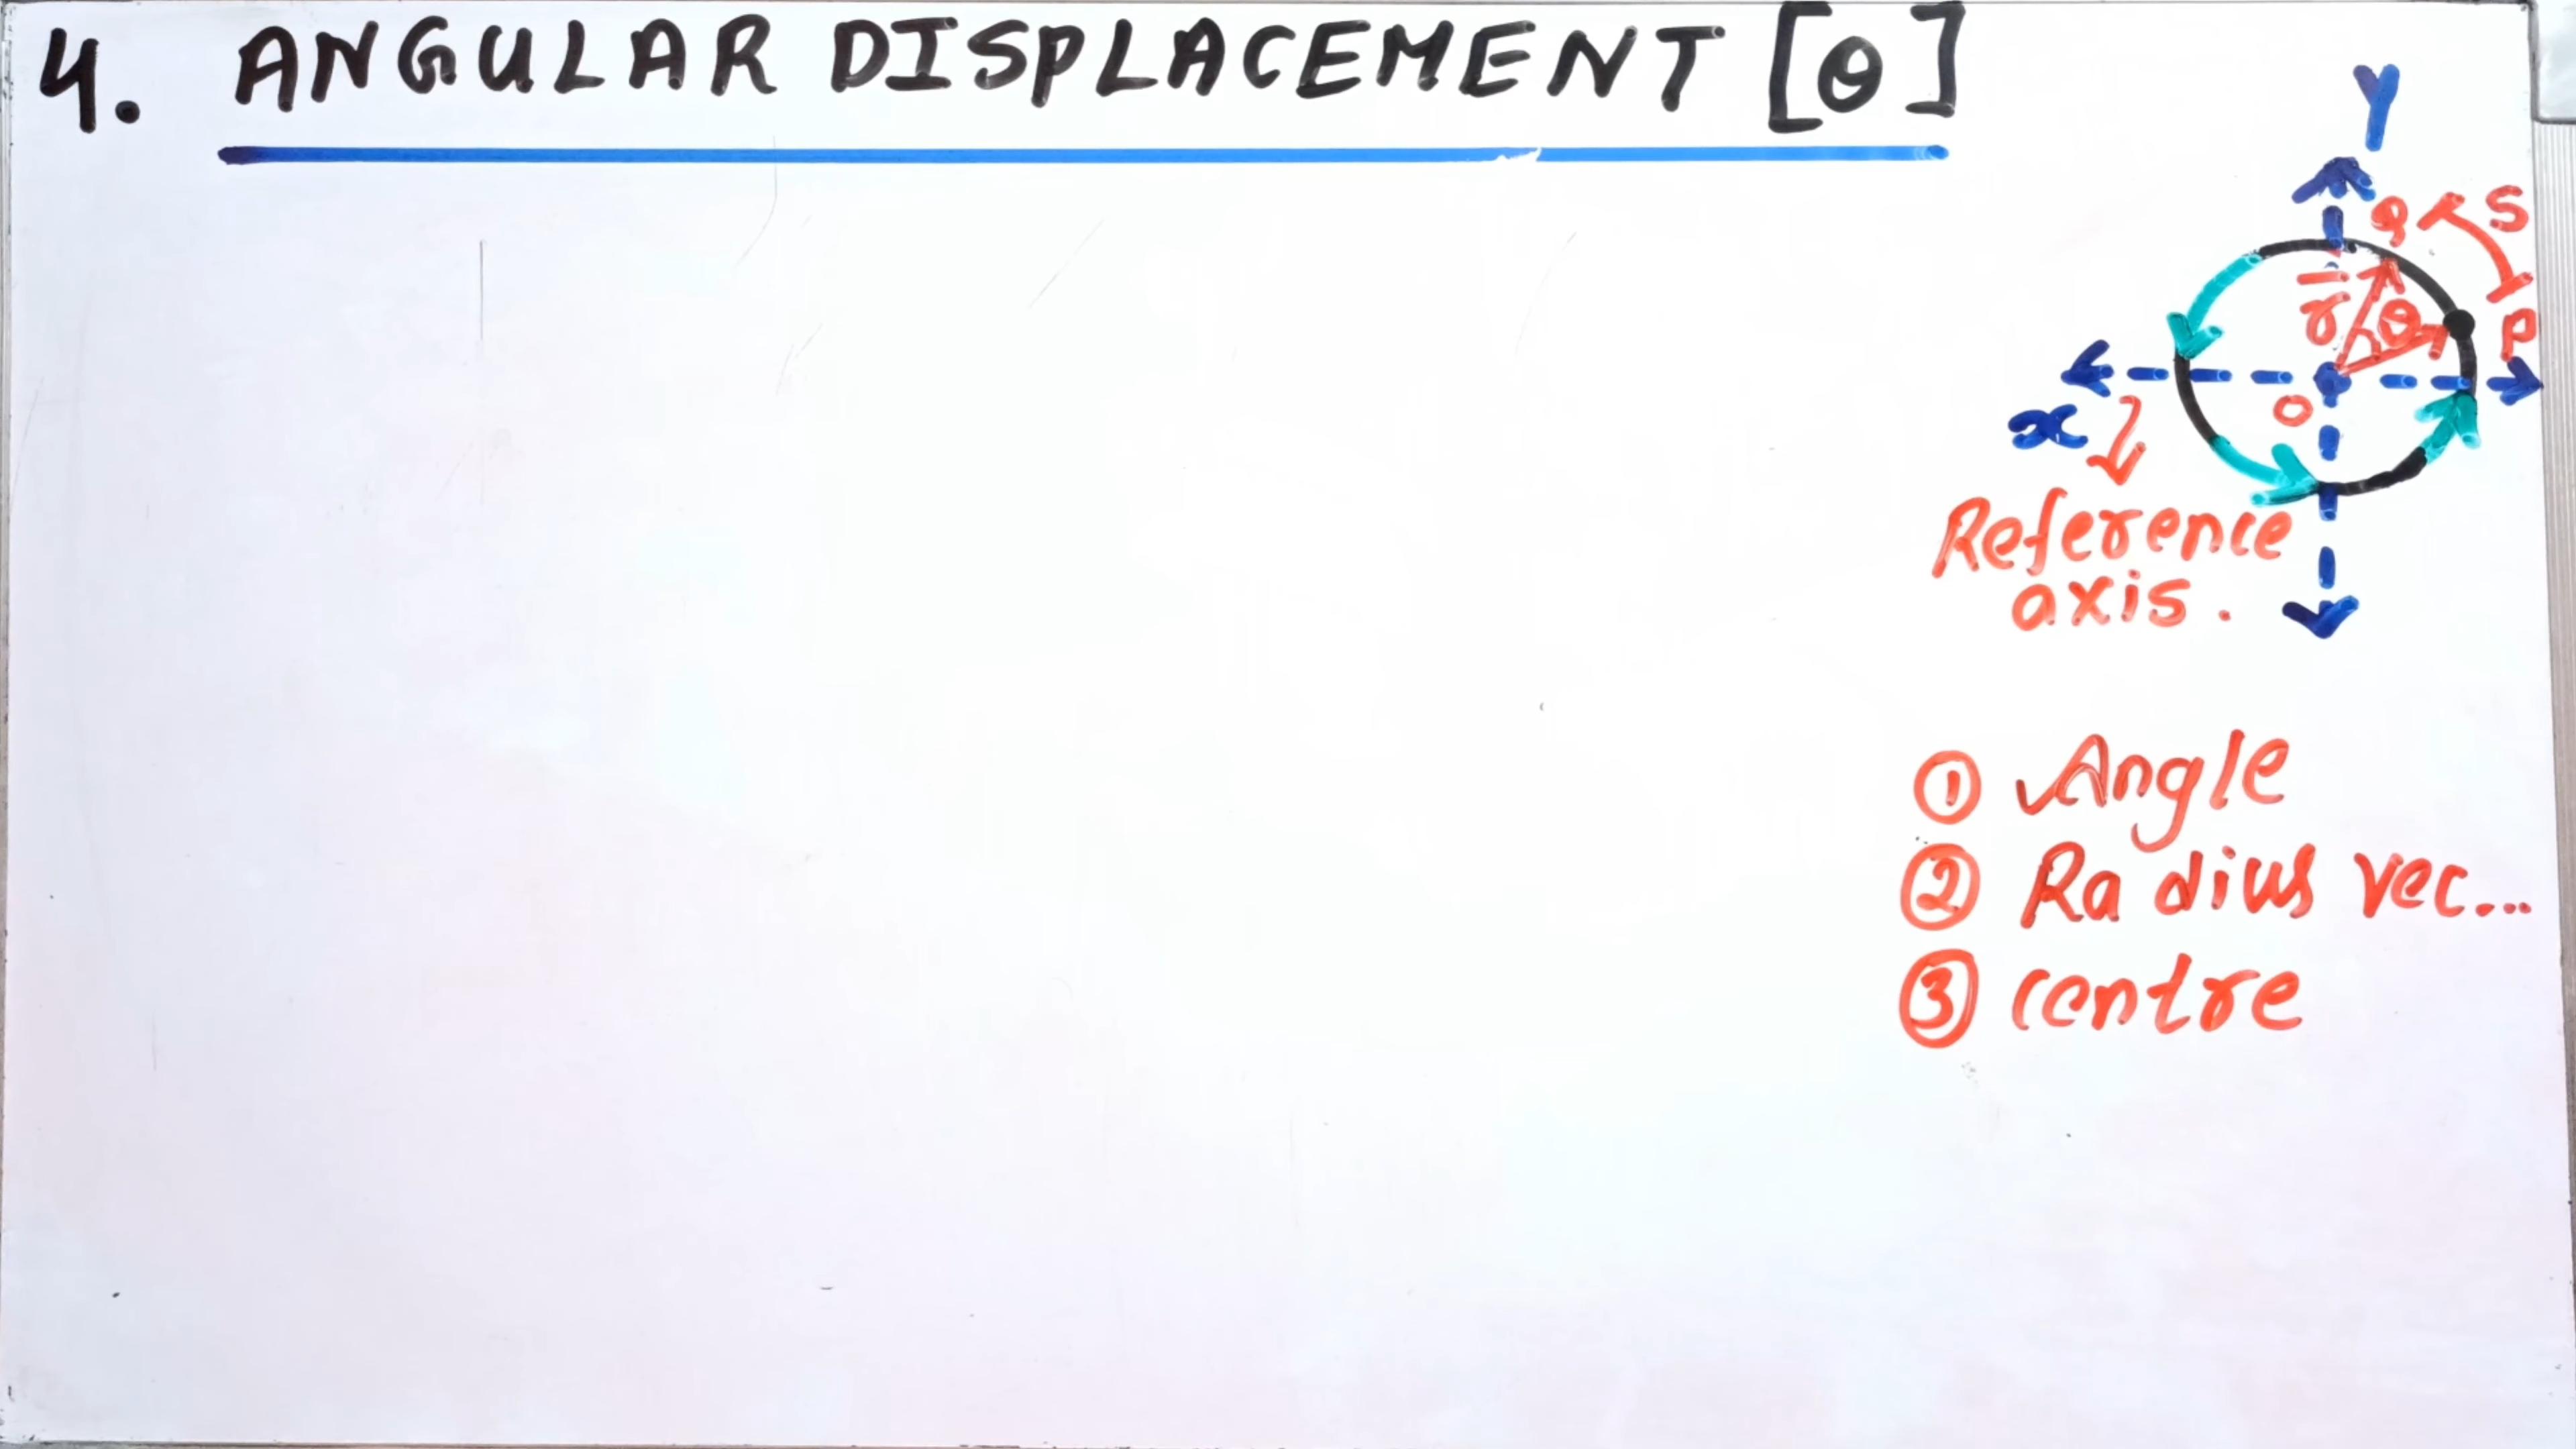 4. ANGULAR DISPLACEMENT [θ]
Y
Q S
r θ P
x O
Reference
axis.
① Angle
② Radius vec...
③ centre